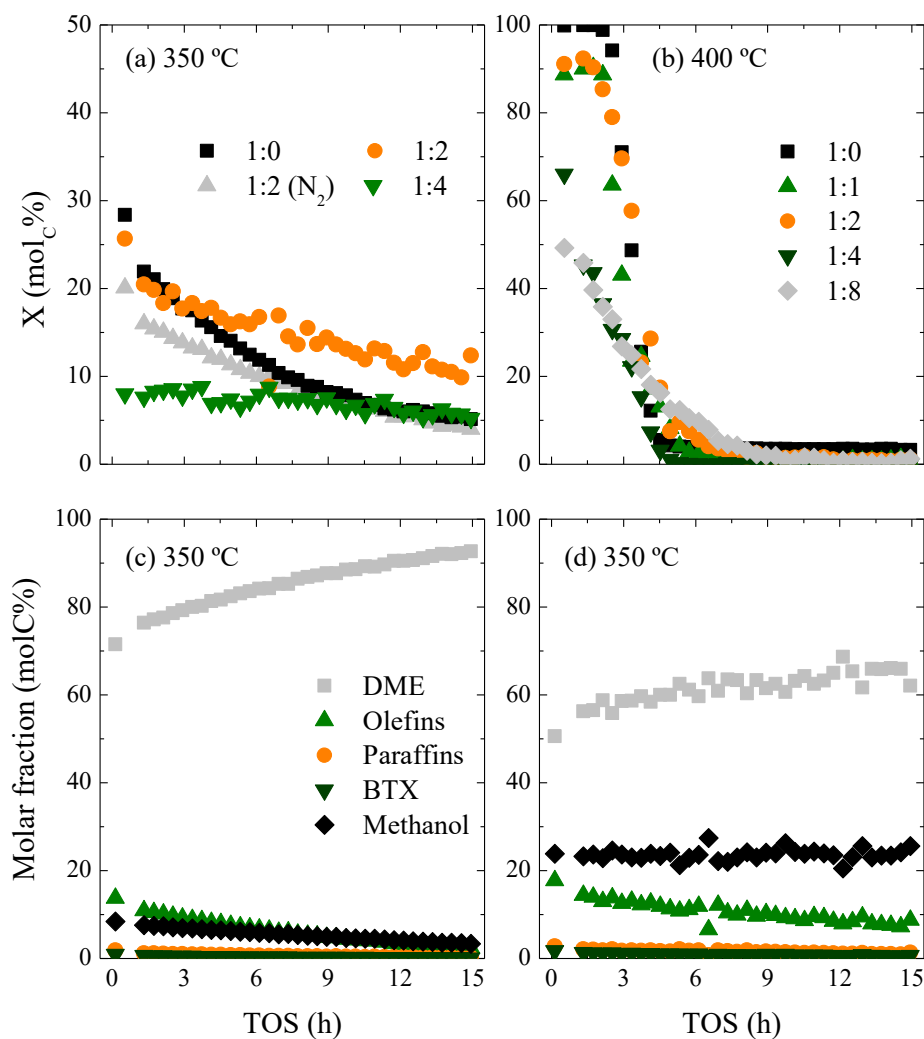 50
40
30
20
10
0
X (mol_C%)
(a) 350 ºC
1:0
1:2
1:2 (N₂)
1:4
100
80
60
40
20
0
(b) 400 ºC
1:0
1:1
1:2
1:4
1:8
100
80
60
40
20
0
Molar fraction (molC%)
(c) 350 ºC
DME
Olefins
Paraffins
BTX
Methanol
0 3 6 9 12 15
TOS (h)
(d) 350 ºC
0 3 6 9 12 15
TOS (h)